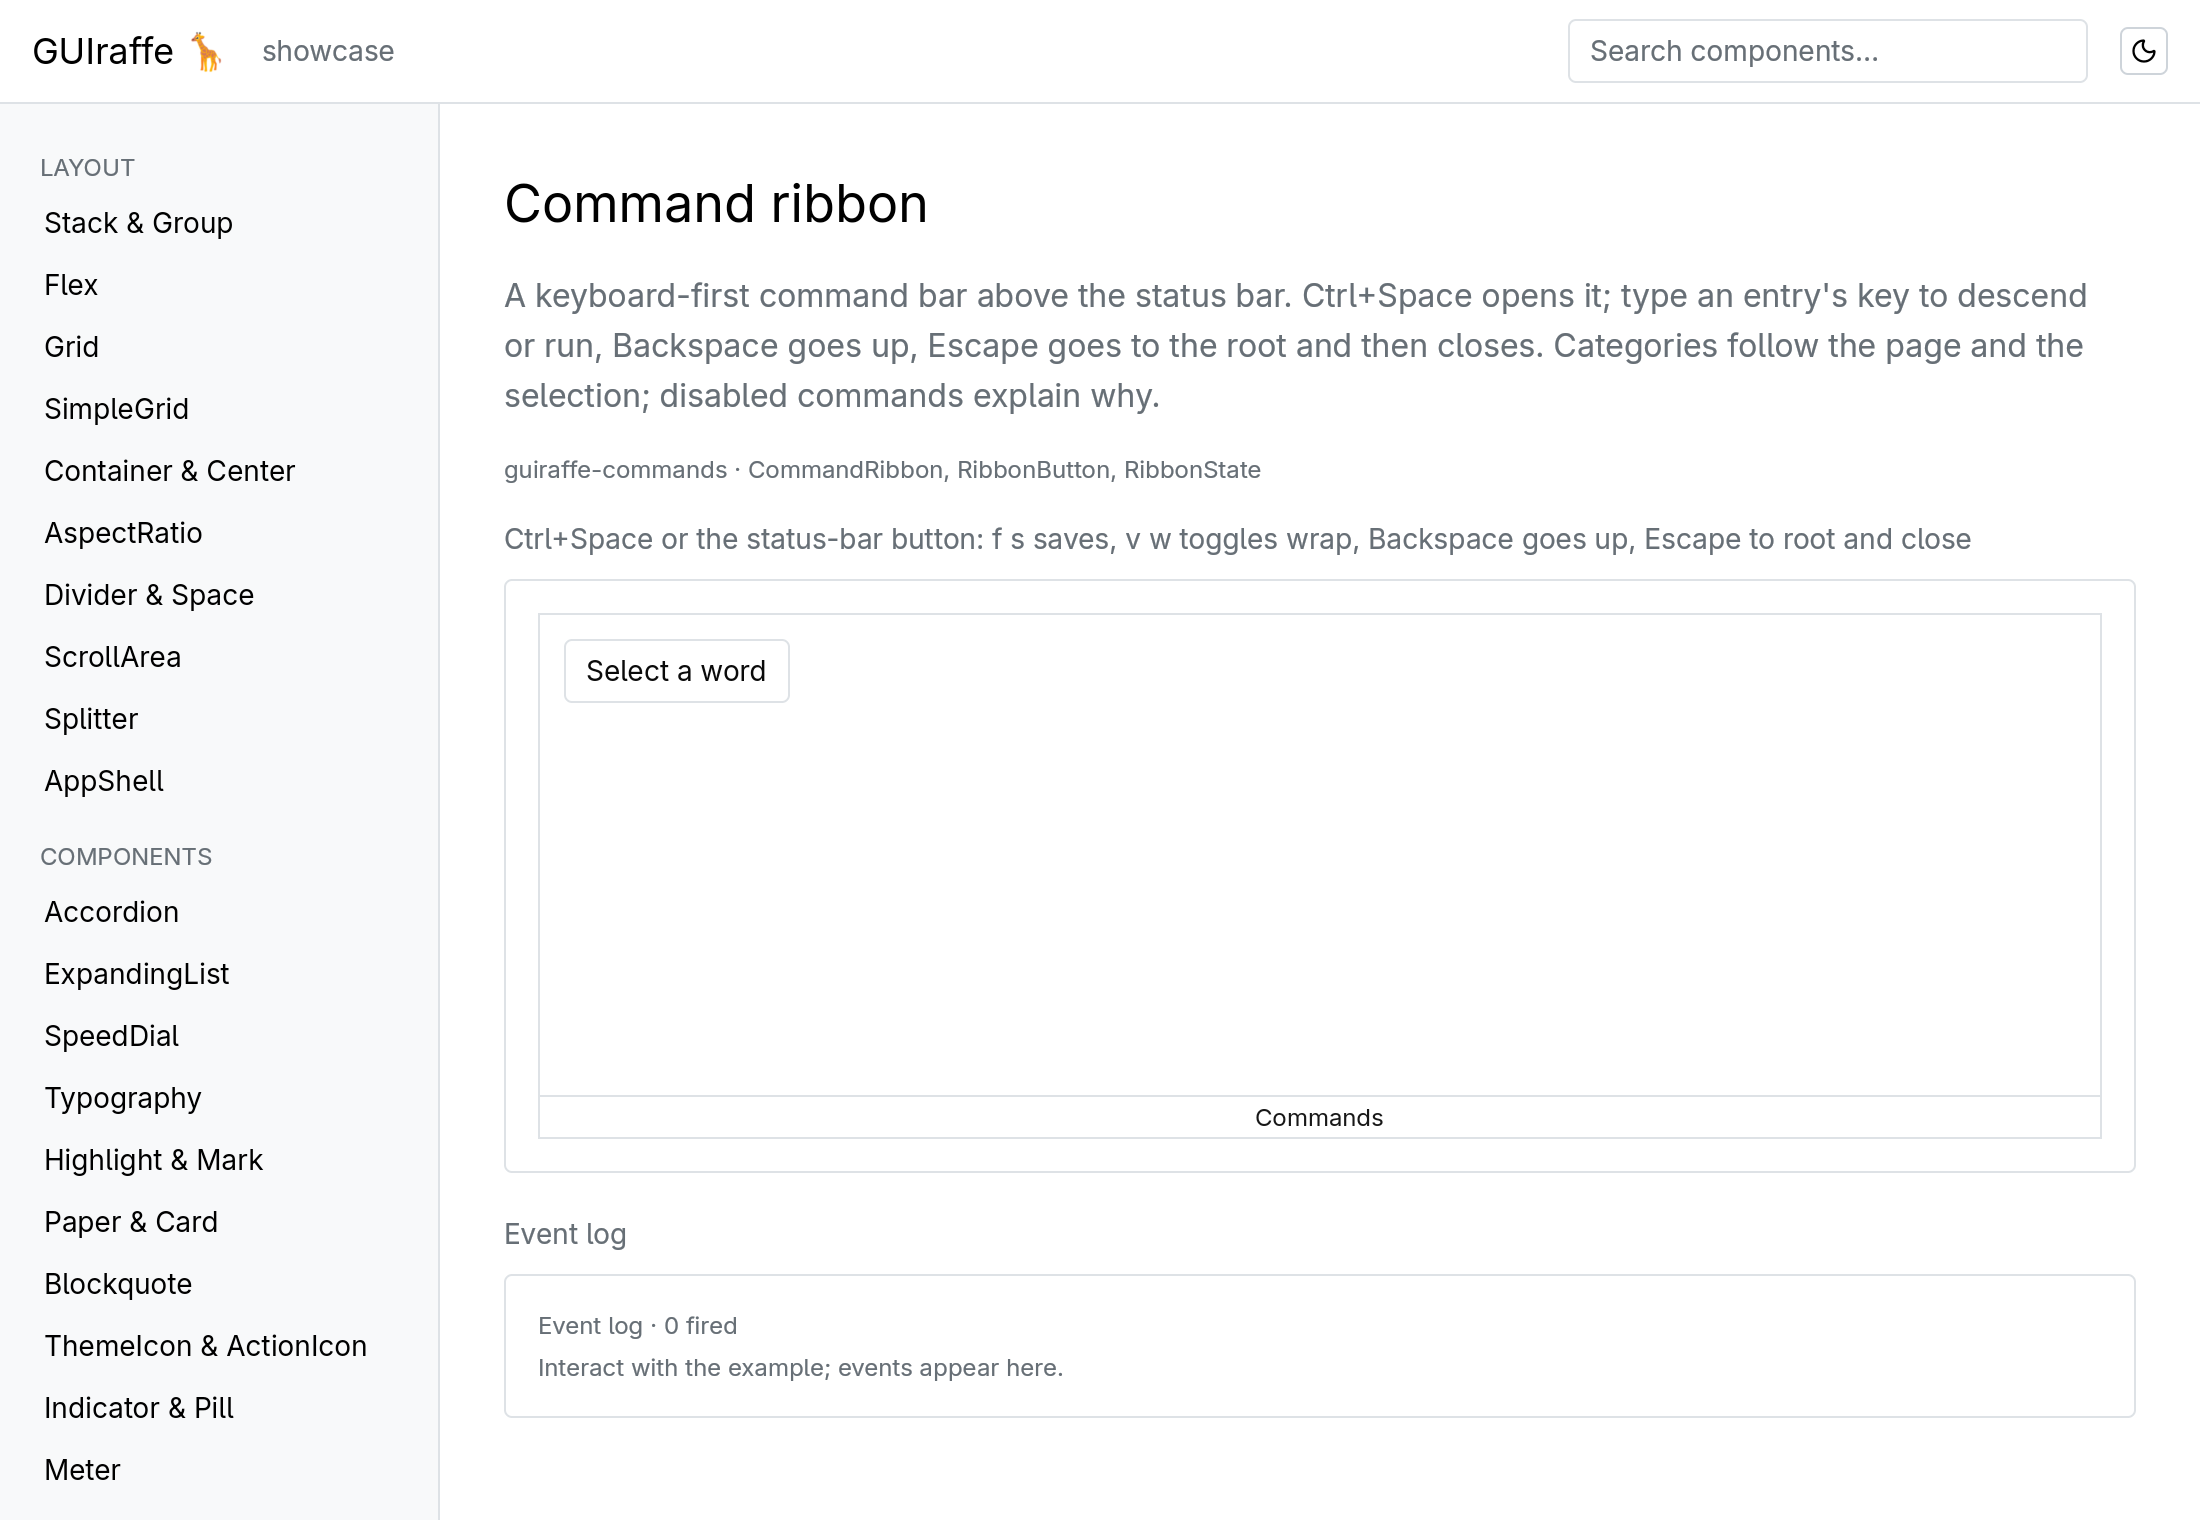 GUIraffe 🦒 showcase
Search components...
LAYOUT
Stack & Group
Flex
Grid
SimpleGrid
Container & Center
AspectRatio
Divider & Space
ScrollArea
Splitter
AppShell
COMPONENTS
Accordion
ExpandingList
SpeedDial
Typography
Highlight & Mark
Paper & Card
Blockquote
ThemeIcon & ActionIcon
Indicator & Pill
Meter
Command ribbon
A keyboard-first command bar above the status bar. Ctrl+Space opens it; type an entry's key to descend
or run, Backspace goes up, Escape goes to the root and then closes. Categories follow the page and the
selection; disabled commands explain why.
guiraffe-commands · CommandRibbon, RibbonButton, RibbonState
Ctrl+Space or the status-bar button: f s saves, v w toggles wrap, Backspace goes up, Escape to root and close
Select a word
Commands
Event log
Event log · 0 fired
Interact with the example; events appear here.